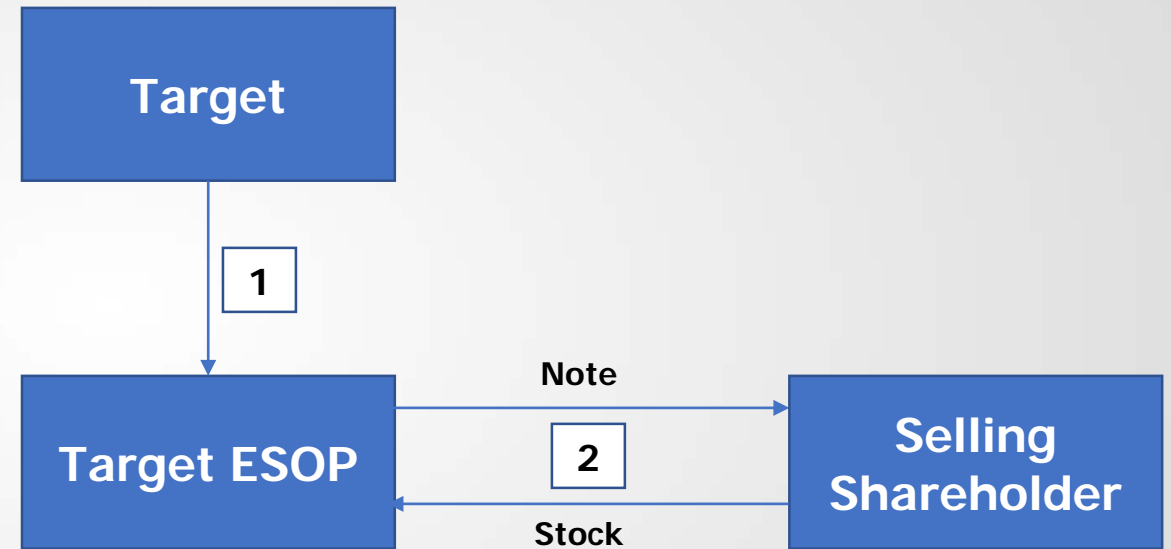 Target
1
Note
Target ESOP
2
Selling
Shareholder
Stock